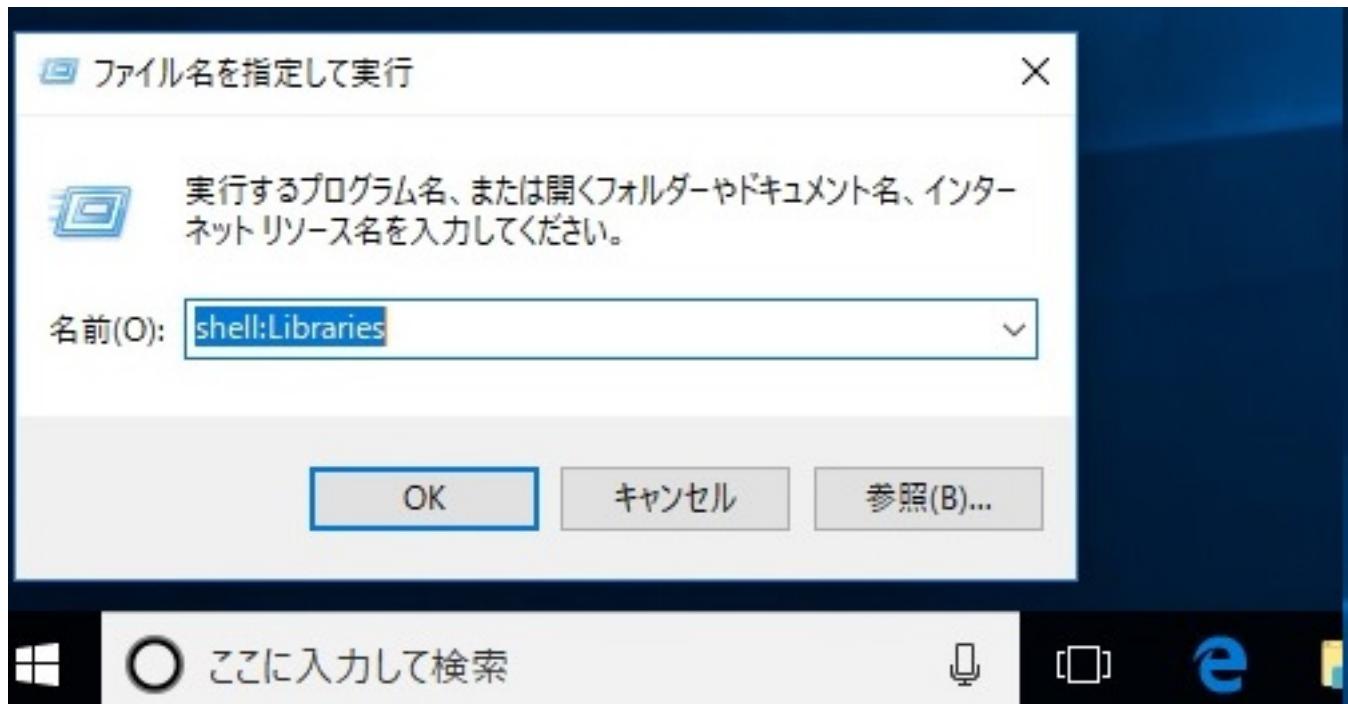 ファイル名を指定して実行
実行するプログラム名、または開くフォルダーやドキュメント名、インター
ネット リソース名を入力してください。
名前(O): shell:Libraries
OK キャンセル 参照(B)...
ここに入力して検索